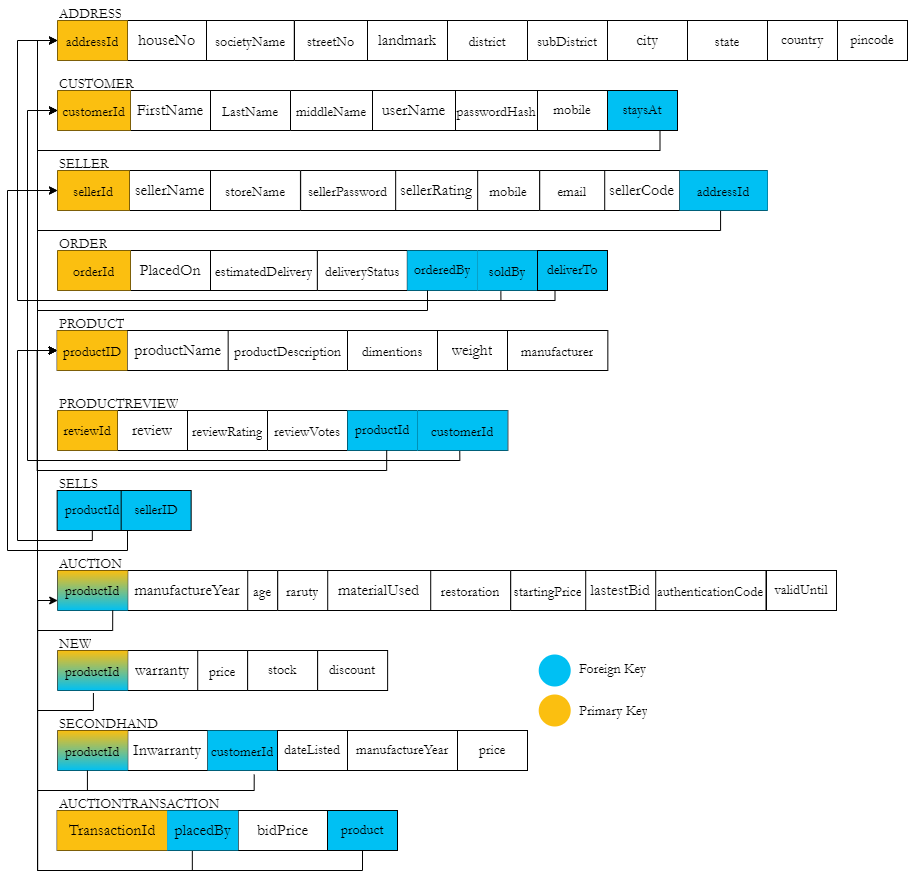 ADDRESS
addressId houseNo societyName streetNo landmark district subDistrict city state country pincode
CUSTOMER
customerId FirstName LastName middleName userName passwordHash mobile staysAt
SELLER
sellerId sellerName storeName sellerPassword sellerRating mobile email sellerCode addressId
ORDER
orderId PlacedOn estimatedDelivery deliveryStatus orderedBy soldBy deliverTo
PRODUCT
productID productName productDescription dimentions weight manufacturer
PRODUCTREVIEW
reviewId review reviewRating reviewVotes productId customerId
SELLS
productId sellerID
AUCTION
productId manufactureYear age raruty materialUsed restoration startingPrice lastestBid authenticationCode validUntil
NEW
productId warranty price stock discount
Foreign Key
Primary Key
SECONDHAND
productId Inwarranty customerId dateListed manufactureYear price
AUCTIONTRANSACTION
TransactionId placedBy bidPrice product